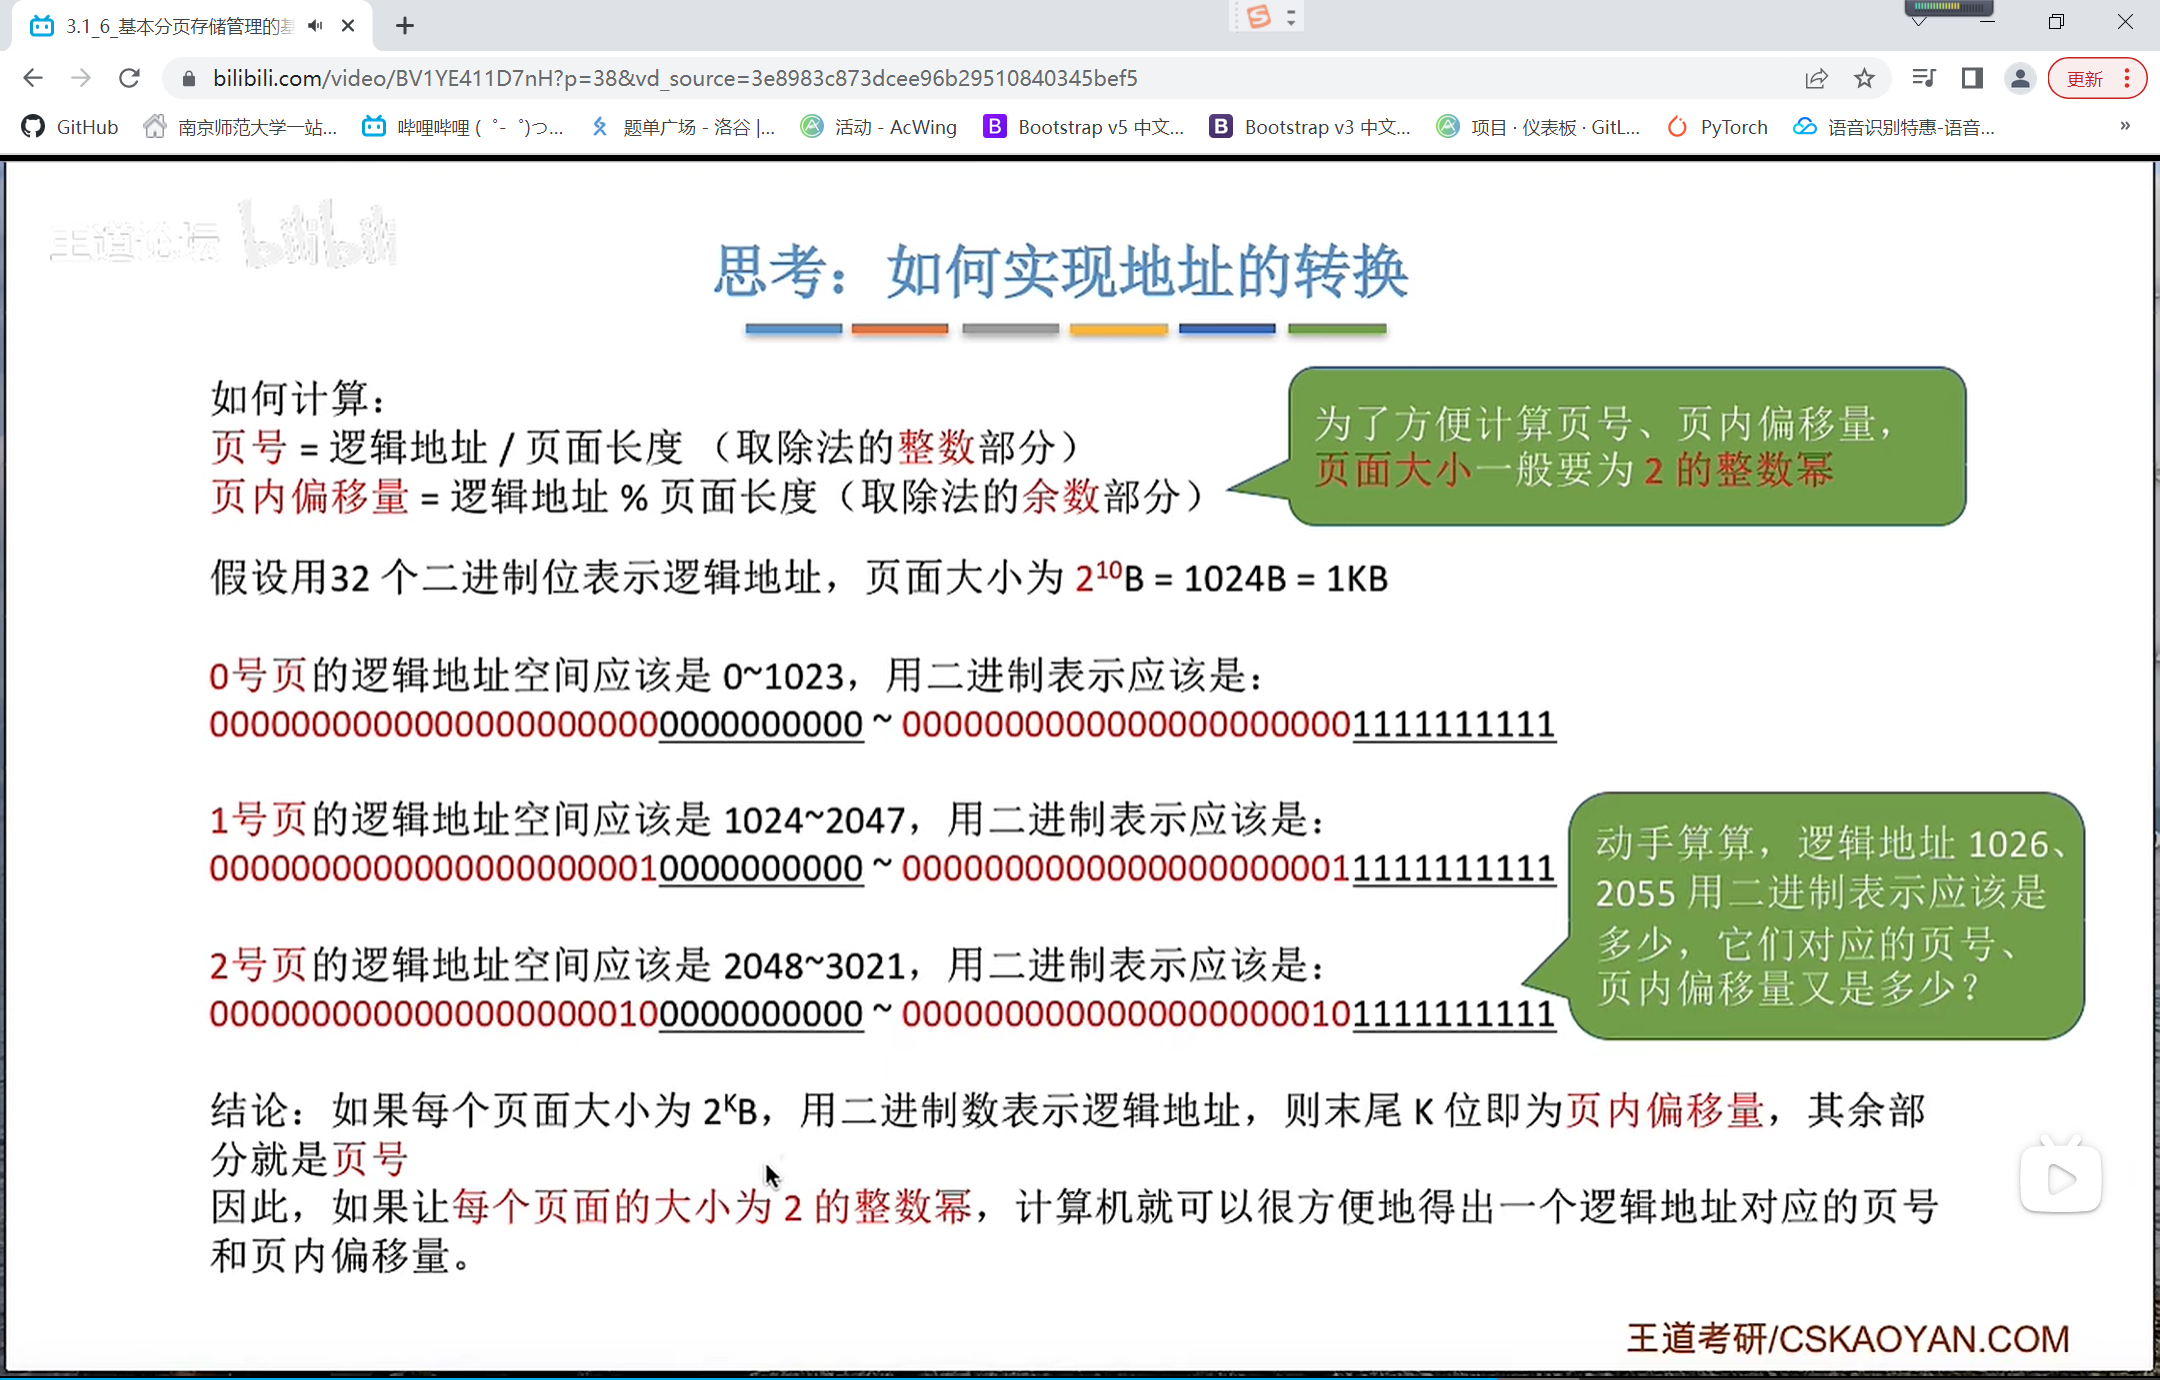 3.1_6_基本分页存储管理的基
bilibili.com/video/BV1YE411D7nH?p=38&vd_source=3e8983c873dcee96b29510840345bef5
更新
GitHub
南京师范大学一站...
哔哩哔哩 (゜-゜)つ...
题单广场 - 洛谷 |...
活动 - AcWing
Bootstrap v5 中文...
Bootstrap v3 中文...
项目 · 仪表板 · GitL...
PyTorch
语音识别特惠-语音...
»
王道论坛 bilibili
思考：如何实现地址的转换
如何计算：
页号 = 逻辑地址 / 页面长度 （取除法的整数部分）
页内偏移量 = 逻辑地址 % 页面长度（取除法的余数部分）
为了方便计算页号、页内偏移量，
页面大小一般要为 2 的整数幂
假设用32 个二进制位表示逻辑地址，页面大小为 2¹⁰B = 1024B = 1KB
0号页的逻辑地址空间应该是 0~1023，用二进制表示应该是：
00000000000000000000000000000000 ~ 00000000000000000000001111111111
1号页的逻辑地址空间应该是 1024~2047，用二进制表示应该是：
00000000000000000000010000000000 ~ 00000000000000000000011111111111
2号页的逻辑地址空间应该是 2048~3021，用二进制表示应该是：
00000000000000000000100000000000 ~ 00000000000000000000101111111111
动手算算，逻辑地址 1026、
2055 用二进制表示应该是
多少，它们对应的页号、
页内偏移量又是多少？
结论：如果每个页面大小为 2ᴷB，用二进制数表示逻辑地址，则末尾 K 位即为页内偏移量，其余部
分就是页号
因此，如果让每个页面的大小为 2 的整数幂，计算机就可以很方便地得出一个逻辑地址对应的页号
和页内偏移量。
王道考研/CSKAOYAN.COM